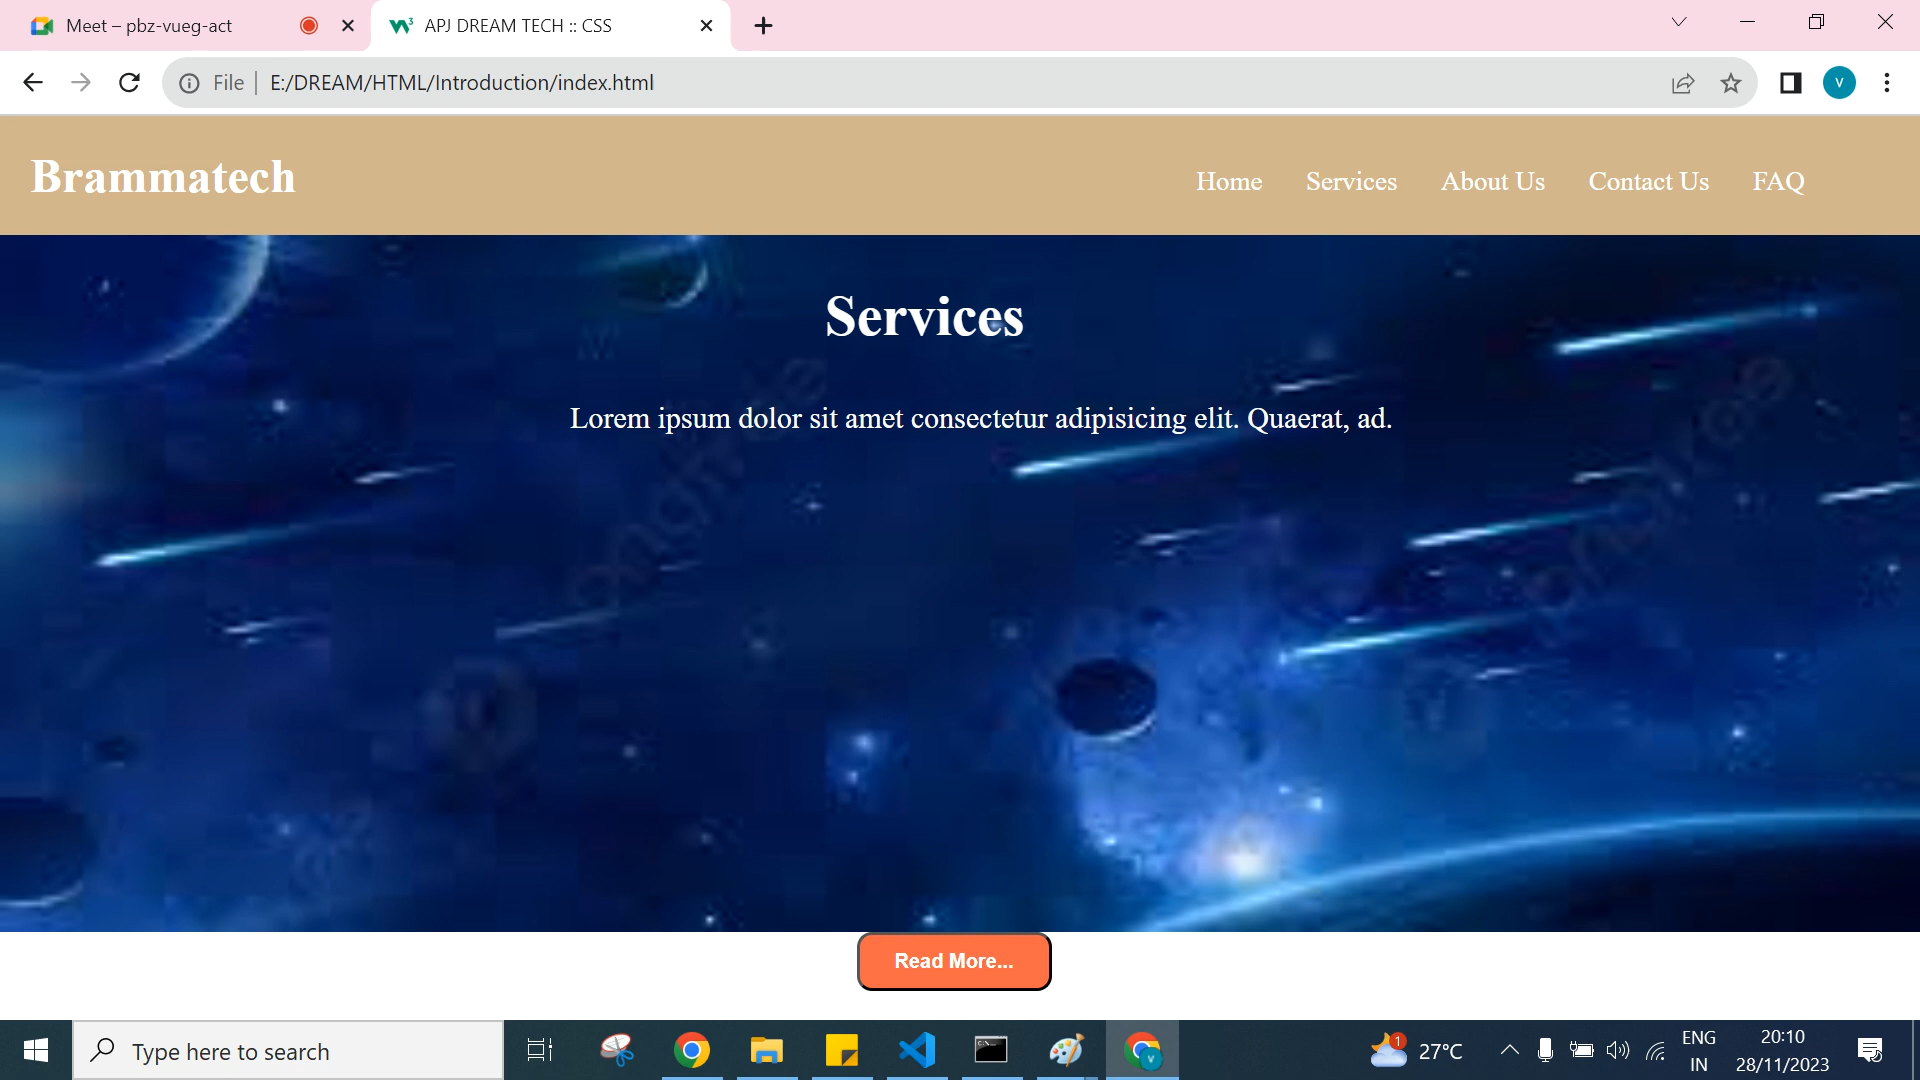 Meet – pbz-vueg-act
APJ DREAM TECH :: CSS
File
E:/DREAM/HTML/Introduction/index.html
V
Brammatech
Home Services About Us Contact Us FAQ
Services
Lorem ipsum dolor sit amet consectetur adipisicing elit. Quaerat, ad.
Read More...
Type here to search
V
1
27°C
ENG
IN
20:10
28/11/2023